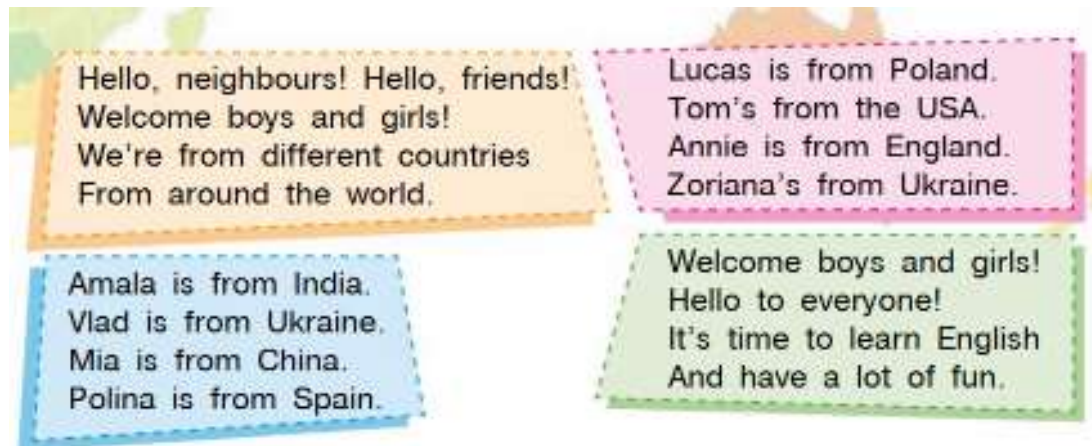 Hello, neighbours! Hello, friends!
Welcome boys and girls!
We're from different countries
From around the world.
Amala is from India.
Vlad is from Ukraine.
Mia is from China.
Polina is from Spain.
Lucas is from Poland.
Tom's from the USA.
Annie is from England.
Zoriana's from Ukraine.
Welcome boys and girls!
Hello to everyone!
It's time to learn English
And have a lot of fun.